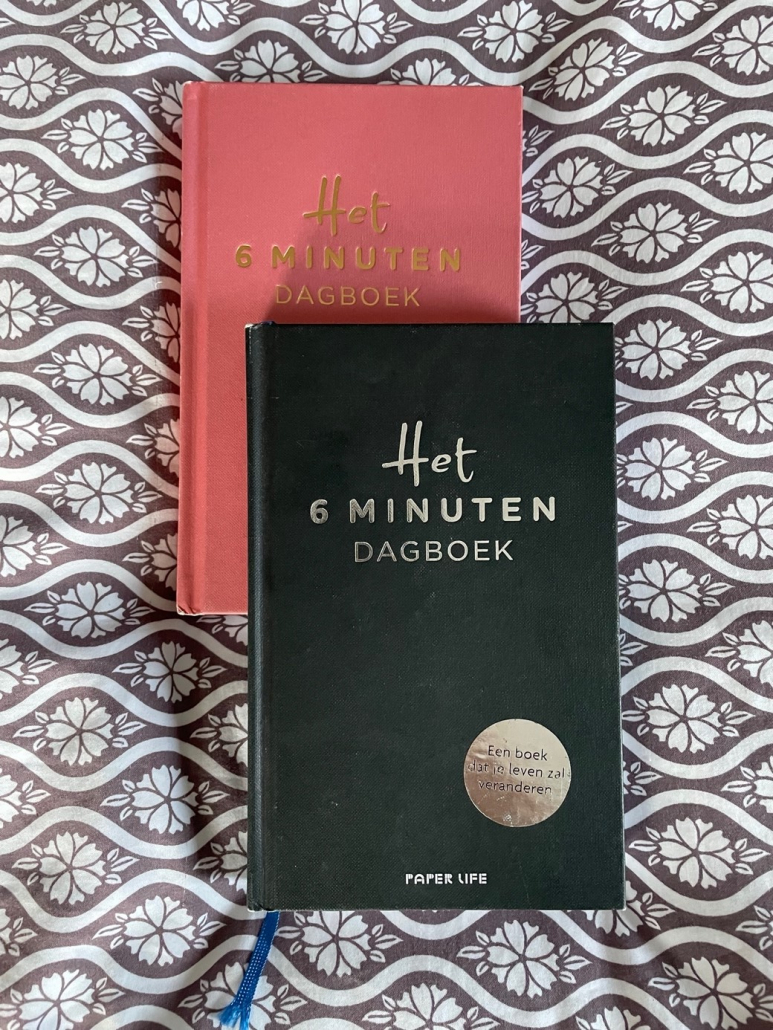 Het
6 MINUTEN
DAGBOEK
Het
6 MINUTEN
DAGBOEK
Een boek
dat je leven zal
veranderen
PAPER LIFE